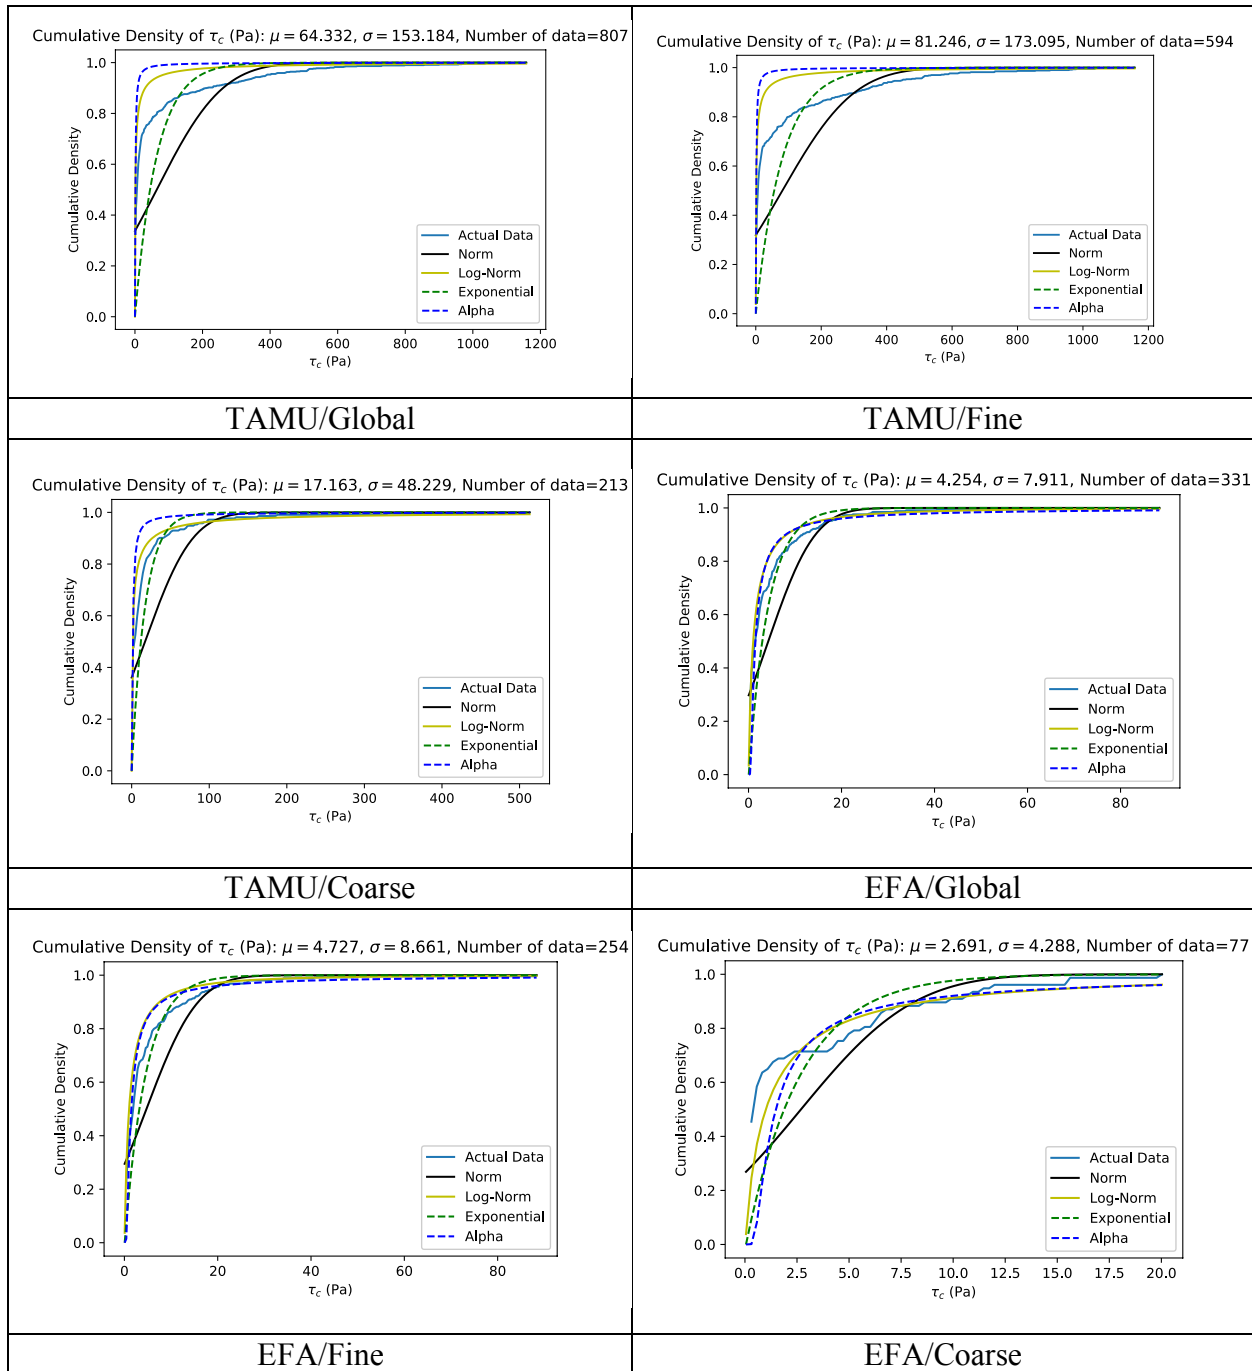 Cumulative Density of τc (Pa): μ = 64.332, σ = 153.184, Number of data=807
1.0
0.8
0.6
0.4
0.2
0.0
Cumulative Density
Actual Data
Norm
Log-Norm
Exponential
Alpha
0 200 400 600 800 1000 1200
τc (Pa)
TAMU/Global
Cumulative Density of τc (Pa): μ = 81.246, σ = 173.095, Number of data=594
1.0
0.8
0.6
0.4
0.2
0.0
Cumulative Density
Actual Data
Norm
Log-Norm
Exponential
Alpha
0 200 400 600 800 1000 1200
τc (Pa)
TAMU/Fine
Cumulative Density of τc (Pa): μ = 17.163, σ = 48.229, Number of data=213
1.0
0.8
0.6
0.4
0.2
0.0
Cumulative Density
Actual Data
Norm
Log-Norm
Exponential
Alpha
0 100 200 300 400 500
τc (Pa)
TAMU/Coarse
Cumulative Density of τc (Pa): μ = 4.254, σ = 7.911, Number of data=331
1.0
0.8
0.6
0.4
0.2
0.0
Cumulative Density
Actual Data
Norm
Log-Norm
Exponential
Alpha
0 20 40 60 80
τc (Pa)
EFA/Global
Cumulative Density of τc (Pa): μ = 4.727, σ = 8.661, Number of data=254
1.0
0.8
0.6
0.4
0.2
0.0
Cumulative Density
Actual Data
Norm
Log-Norm
Exponential
Alpha
0 20 40 60 80
τc (Pa)
EFA/Fine
Cumulative Density of τc (Pa): μ = 2.691, σ = 4.288, Number of data=77
1.0
0.8
0.6
0.4
0.2
0.0
Cumulative Density
Actual Data
Norm
Log-Norm
Exponential
Alpha
0.0 2.5 5.0 7.5 10.0 12.5 15.0 17.5 20.0
τc (Pa)
EFA/Coarse